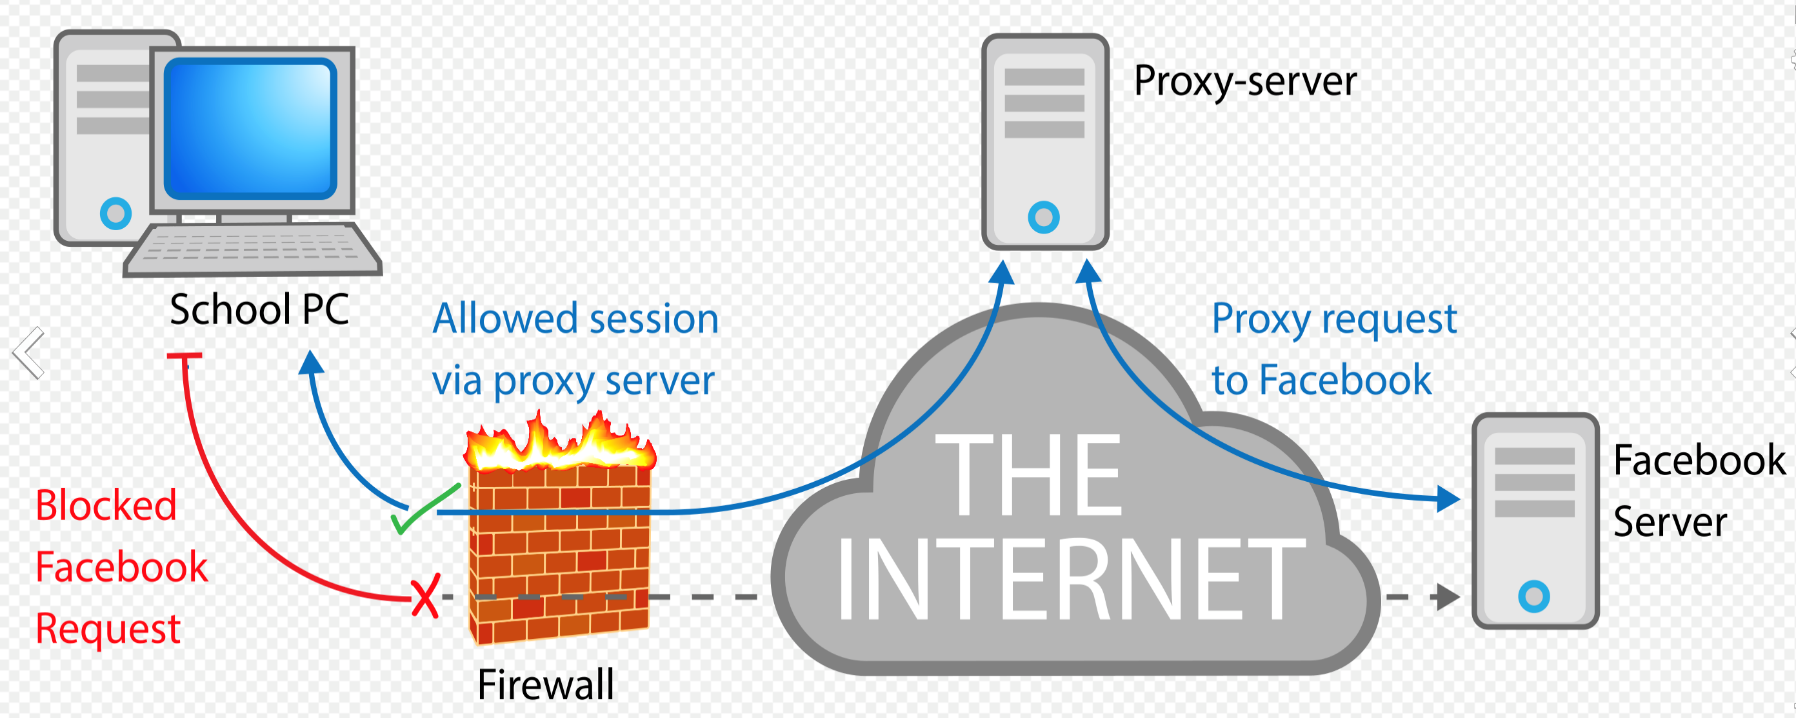 Proxy-server
School PC
Allowed session
via proxy server
Proxy request
to Facebook
THE
INTERNET
Facebook
Server
Blocked
Facebook
Request
Firewall